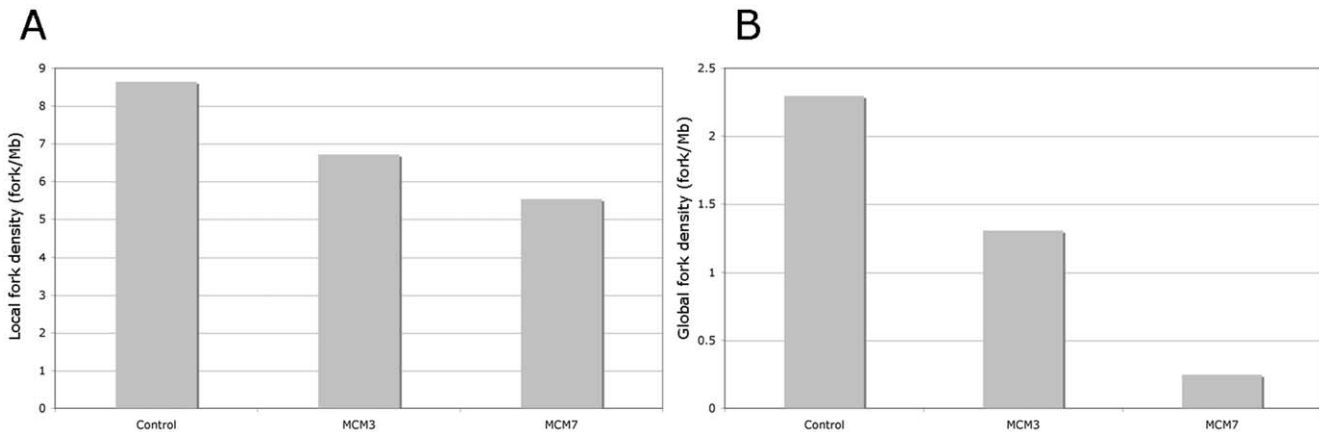 A
Local fork density (fork/Mb)
9
8
7
6
5
4
3
2
1
0
Control
MCM3
MCM7
B
Global fork density (fork/Mb)
2.5
2
1.5
1
0.5
0
Control
MCM3
MCM7